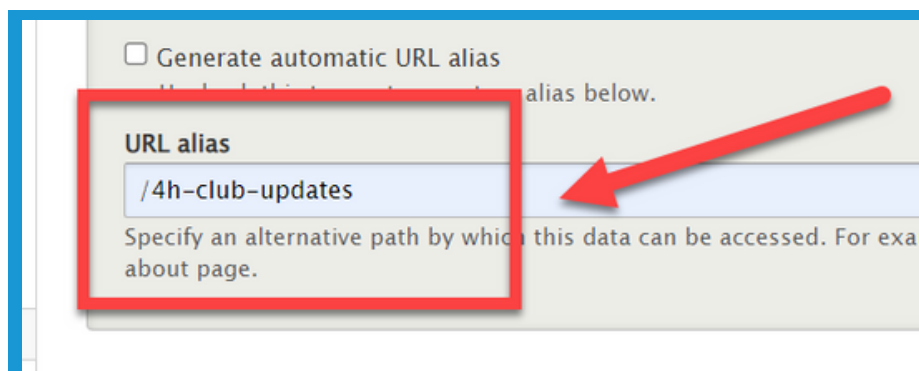 Generate automatic URL alias
alias below.
URL alias
/4h-club-updates
Specify an alternative path by which this data can be accessed. For exa
about page.